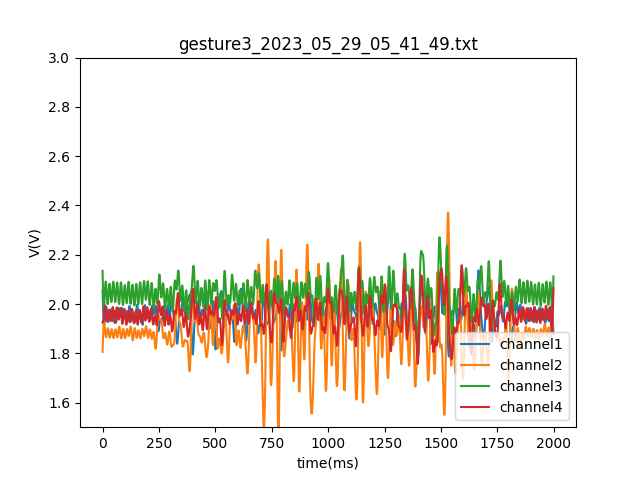 gesture3_2023_05_29_05_41_49.txt
3.0
2.8
2.6
2.4
2.2
2.0
1.8
1.6
V(V)
channel1
channel2
channel3
channel4
0 250 500 750 1000 1250 1500 1750 2000
time(ms)